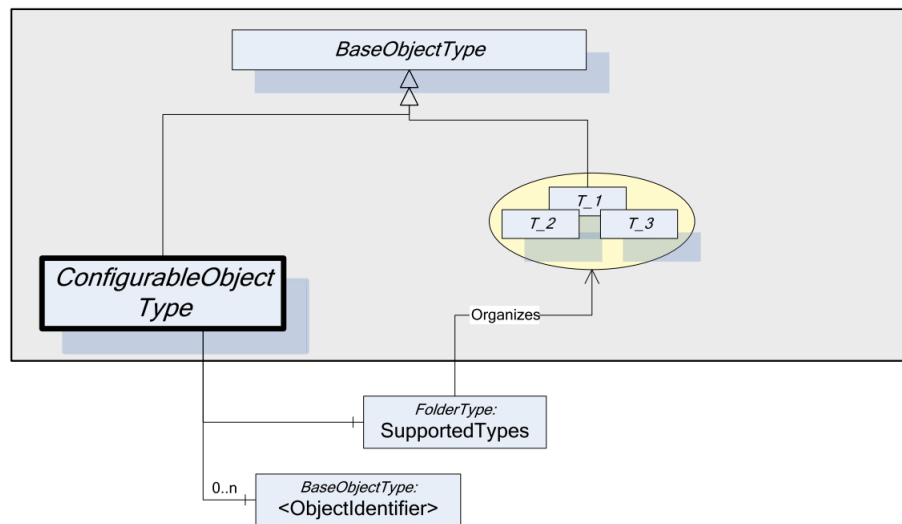 BaseObjectType
T_1
T_2
T_3
ConfigurableObject
Type
Organizes
FolderType:
SupportedTypes
0..n
BaseObjectType:
<ObjectIdentifier>